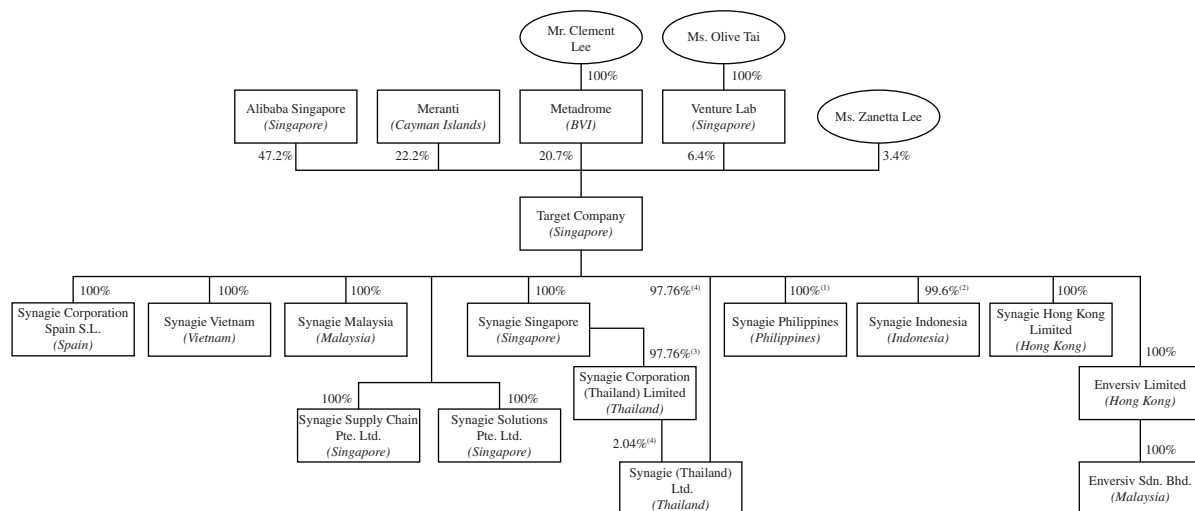 Mr. Clement
Lee
Ms. Olive Tai
100%
100%
Alibaba Singapore
(Singapore)
Meranti
(Cayman Islands)
Metadrome
(BVI)
Venture Lab
(Singapore)
Ms. Zanetta Lee
47.2%
22.2%
20.7%
6.4%
3.4%
Target Company
(Singapore)
100%
100%
100%
100%
97.76%(4)
100%(1)
99.6%(2)
100%
Synagie Corporation
Spain S.L.
(Spain)
Synagie Vietnam
(Vietnam)
Synagie Malaysia
(Malaysia)
Synagie Singapore
(Singapore)
Synagie Philippines
(Philippines)
Synagie Indonesia
(Indonesia)
Synagie Hong Kong
Limited
(Hong Kong)
97.76%(3)
100%
Synagie Corporation
(Thailand) Limited
(Thailand)
Enversiv Limited
(Hong Kong)
100%
100%
Synagie Supply Chain
Pte. Ltd.
(Singapore)
Synagie Solutions
Pte. Ltd.
(Singapore)
2.04%(4)
100%
Synagie (Thailand)
Ltd.
(Thailand)
Enversiv Sdn. Bhd.
(Malaysia)